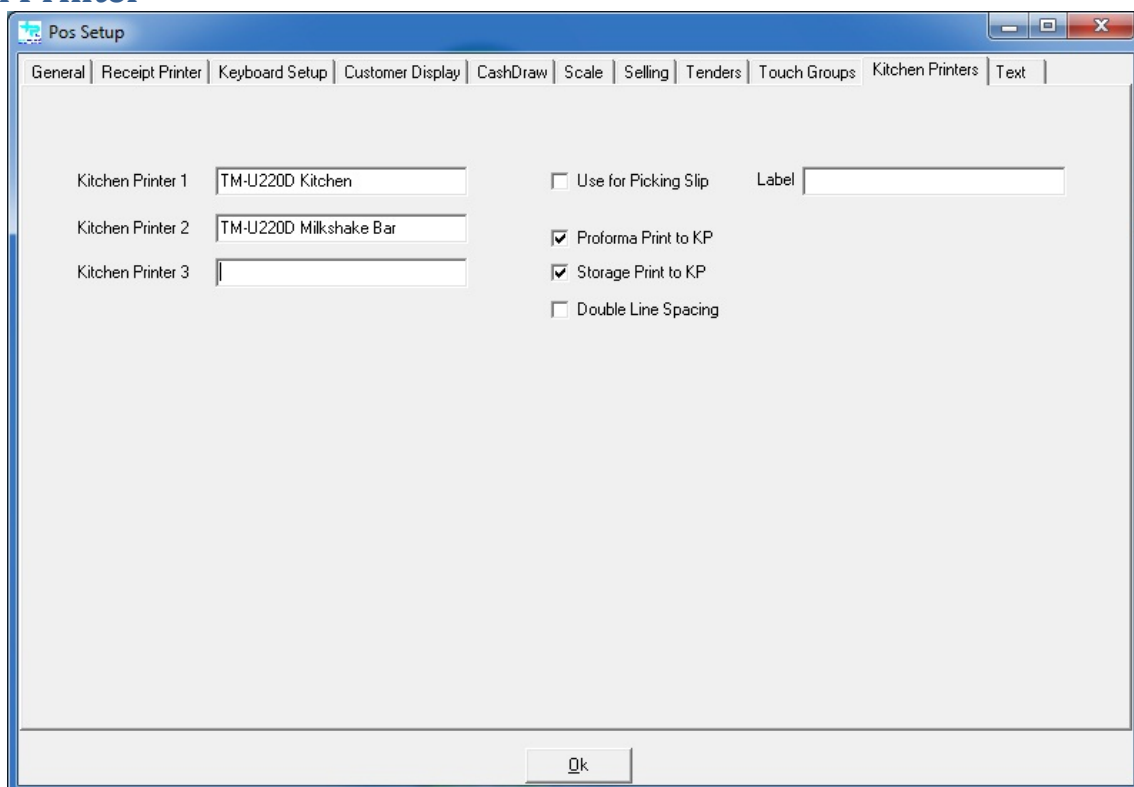 Pos Setup
General Receipt Printer Keyboard Setup Customer Display CashDraw Scale Selling Tenders Touch Groups Kitchen Printers Text
Kitchen Printer 1 TM-U220D Kitchen Use for Picking Slip Label
Kitchen Printer 2 TM-U220D Milkshake Bar Proforma Print to KP
Kitchen Printer 3 Storage Print to KP
Double Line Spacing
Ok